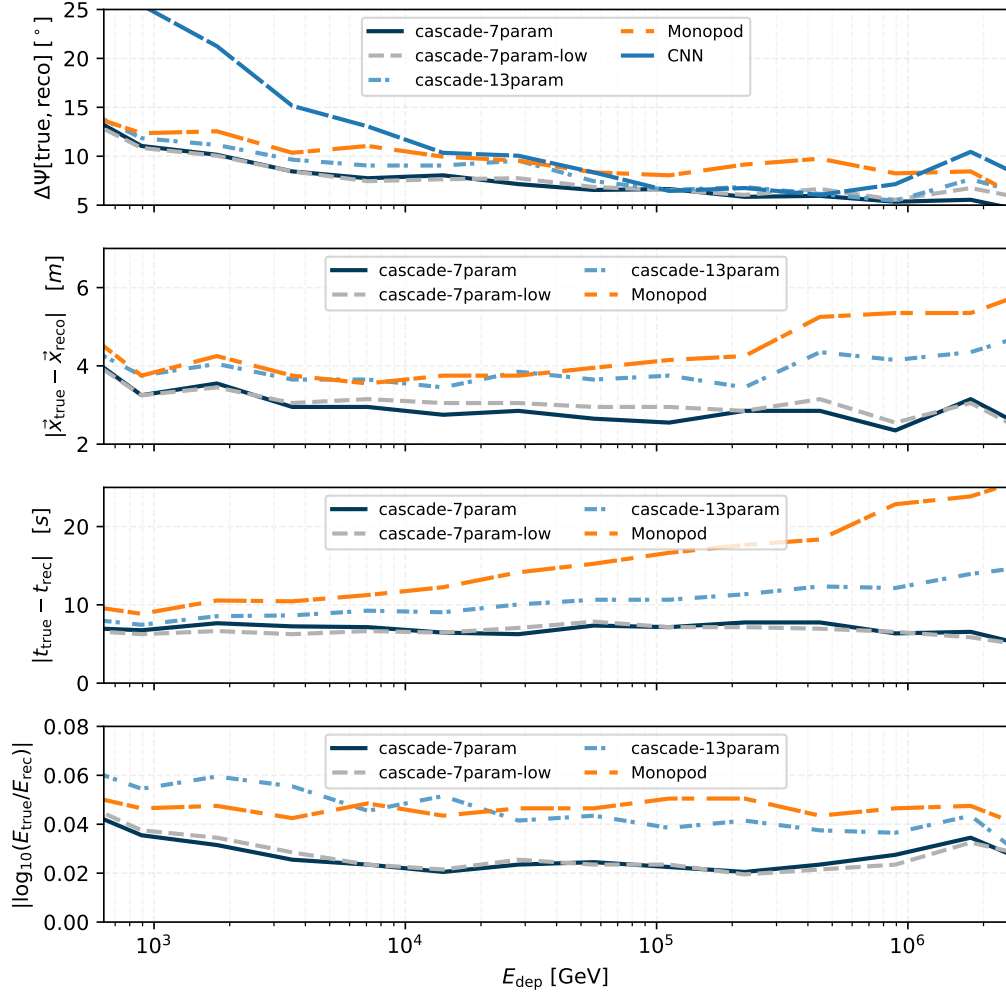 25
20
15
10
5
ΔΨ[true, reco] [°]
cascade-7param
cascade-7param-low
cascade-13param
Monopod
CNN
6
4
2
|x⃗true − x⃗reco| [m]
cascade-7param
cascade-7param-low
cascade-13param
Monopod
20
10
0
|ttrue − trec| [s]
cascade-7param
cascade-7param-low
cascade-13param
Monopod
0.08
0.06
0.04
0.02
0.00
|log10(Etrue/Erec)|
cascade-7param
cascade-7param-low
cascade-13param
Monopod
10³ 10⁴ 10⁵ 10⁶
Edep [GeV]